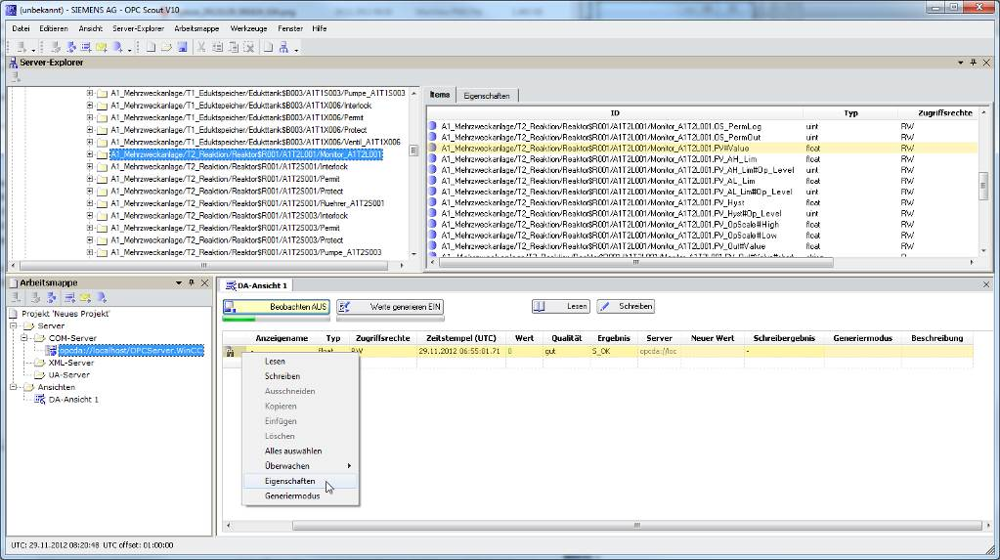 (unbekannt) - SIEMENS AG - OPC Scout V10
Datei Editieren Ansicht Server-Explorer Arbeitsmappe Werkzeuge Fenster Hilfe
Server-Explorer
A1_Mehrzweckanlage/T1_Eduktspeicher/Edukttank$B003/A1T1S003/Pumpe_A1T1S003
A1_Mehrzweckanlage/T1_Eduktspeicher/Edukttank$B003/A1T1X006/Interlock
A1_Mehrzweckanlage/T1_Eduktspeicher/Edukttank$B003/A1T1X006/Permit
A1_Mehrzweckanlage/T1_Eduktspeicher/Edukttank$B003/A1T1X006/Protect
A1_Mehrzweckanlage/T1_Eduktspeicher/Edukttank$B003/A1T1X006/Ventil_A1T1X006
A1_Mehrzweckanlage/T2_Reaktion/Reaktor$R001/A1T2L001/Monitor_A1T2L001
A1_Mehrzweckanlage/T2_Reaktion/Reaktor$R001/A1T2S001/Interlock
A1_Mehrzweckanlage/T2_Reaktion/Reaktor$R001/A1T2S001/Permit
A1_Mehrzweckanlage/T2_Reaktion/Reaktor$R001/A1T2S001/Protect
A1_Mehrzweckanlage/T2_Reaktion/Reaktor$R001/A1T2S001/Ruehrer_A1T2S001
A1_Mehrzweckanlage/T2_Reaktion/Reaktor$R001/A1T2S003/Interlock
A1_Mehrzweckanlage/T2_Reaktion/Reaktor$R001/A1T2S003/Permit
A1_Mehrzweckanlage/T2_Reaktion/Reaktor$R001/A1T2S003/Protect
A1_Mehrzweckanlage/T2_Reaktion/Reaktor$R001/A1T2S003/Pumpe_A1T2S003
Items Eigenschaften
ID Typ Zugriffsrechte
A1_Mehrzweckanlage/T2_Reaktion/Reaktor$R001/A1T2L001/Monitor_A1T2L001.OS_PermLog uint RW
A1_Mehrzweckanlage/T2_Reaktion/Reaktor$R001/A1T2L001/Monitor_A1T2L001.OS_PermOut uint RW
A1_Mehrzweckanlage/T2_Reaktion/Reaktor$R001/A1T2L001/Monitor_A1T2L001.PV#Value float RW
A1_Mehrzweckanlage/T2_Reaktion/Reaktor$R001/A1T2L001/Monitor_A1T2L001.PV_AH_Lim float RW
A1_Mehrzweckanlage/T2_Reaktion/Reaktor$R001/A1T2L001/Monitor_A1T2L001.PV_AH_Lim#Op_Level uint RW
A1_Mehrzweckanlage/T2_Reaktion/Reaktor$R001/A1T2L001/Monitor_A1T2L001.PV_AL_Lim float RW
A1_Mehrzweckanlage/T2_Reaktion/Reaktor$R001/A1T2L001/Monitor_A1T2L001.PV_AL_Lim#Op_Level uint RW
A1_Mehrzweckanlage/T2_Reaktion/Reaktor$R001/A1T2L001/Monitor_A1T2L001.PV_Hyst float RW
A1_Mehrzweckanlage/T2_Reaktion/Reaktor$R001/A1T2L001/Monitor_A1T2L001.PV_Hyst#Op_Level uint RW
A1_Mehrzweckanlage/T2_Reaktion/Reaktor$R001/A1T2L001/Monitor_A1T2L001.PV_OpScale#High float RW
A1_Mehrzweckanlage/T2_Reaktion/Reaktor$R001/A1T2L001/Monitor_A1T2L001.PV_OpScale#Low float RW
A1_Mehrzweckanlage/T2_Reaktion/Reaktor$R001/A1T2L001/Monitor_A1T2L001.PV_Out#Value float RW
Arbeitsmappe
Projekt 'Neues Projekt'
Server
COM-Server
opcda://localhost/OPCServer.WinCC
XML-Server
UA-Server
Ansichten
DA-Ansicht 1
DA-Ansicht 1
Beobachten AUS Werte generieren EIN Lesen Schreiben
Anzeigename Typ Zugriffsrechte Zeitstempel (UTC) Wert Qualität Ergebnis Server Neuer Wert Schreibergebnis Generiermodus Beschreibung
- float RW 29.11.2012 06:55:01.71 0 gut S_OK opcda://loc -
Lesen
Schreiben
Ausschneiden
Kopieren
Einfügen
Löschen
Alles auswählen
Überwachen
Eigenschaften
Generiermodus
UTC: 29.11.2012 08:20:48 UTC offset: 01:00:00